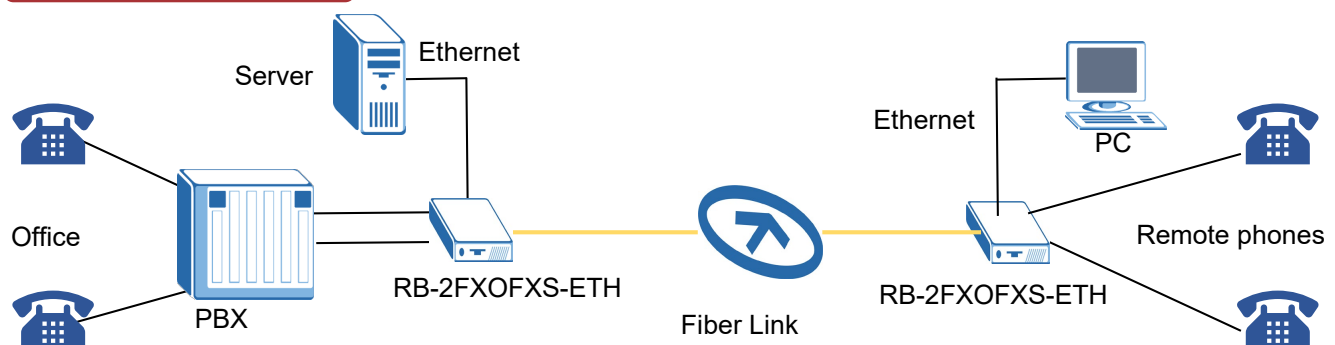 Ethernet
Server
Ethernet
PC
Office
Remote phones
RB-2FXOFXS-ETH
RB-2FXOFXS-ETH
PBX
Fiber Link